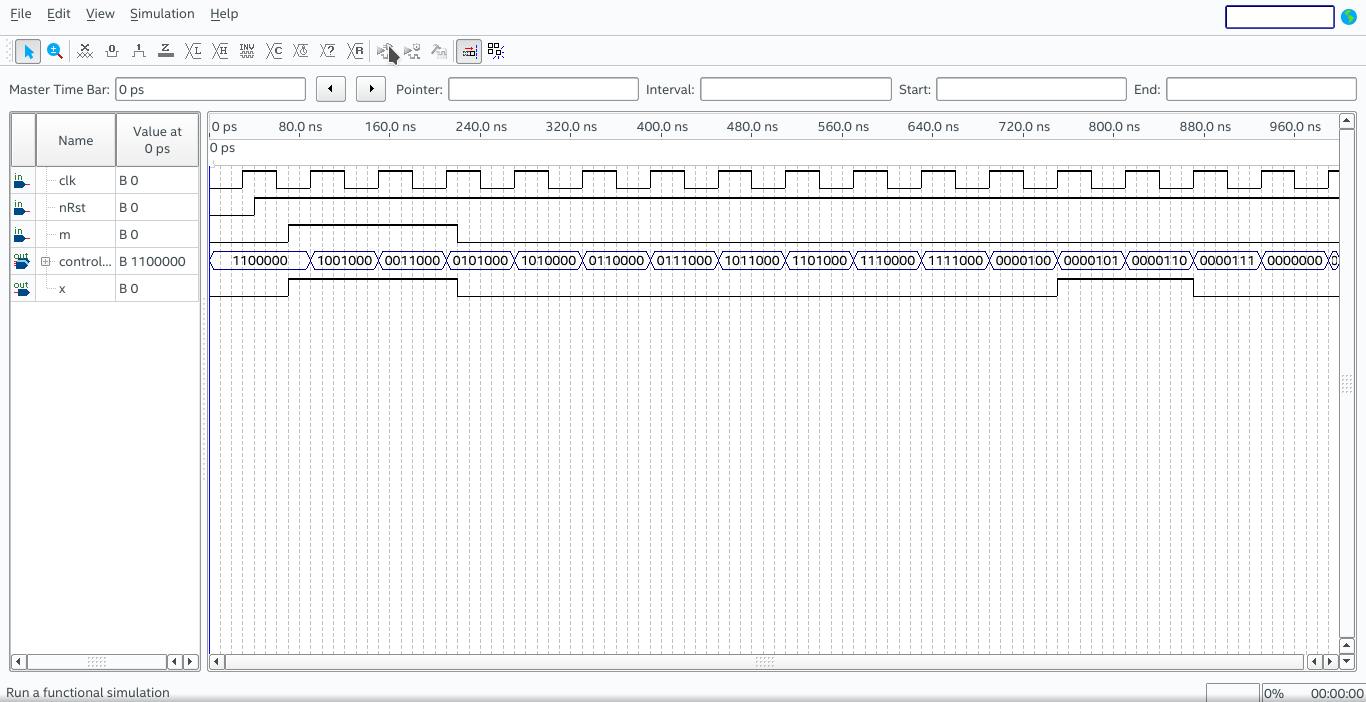 File Edit View Simulation Help
Master Time Bar: 0 ps Pointer: Interval: Start: End:
Name Value at 0 ps
0 ps 80.0 ns 160.0 ns 240.0 ns 320.0 ns 400.0 ns 480.0 ns 560.0 ns 640.0 ns 720.0 ns 800.0 ns 880.0 ns 960.0 ns
0 ps
in clk B 0
in nRst B 0
in m B 0
out control... B 1100000 1100000 1001000 0011000 0101000 1010000 0110000 0111000 1011000 1101000 1110000 1111000 0000100 0000101 0000110 0000111 0000000 0
out x B 0
Run a functional simulation 0% 00:00:00